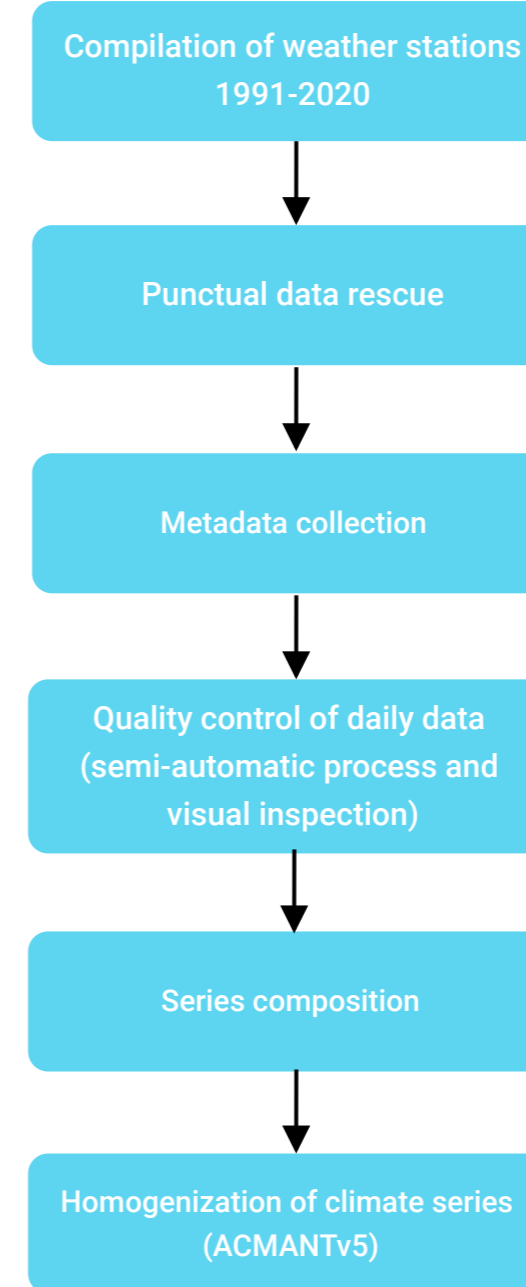 Compilation of weather stations
1991-2020
Punctual data rescue
Metadata collection
Quality control of daily data
(semi-automatic process and
visual inspection)
Series composition
Homogenization of climate series
(ACMANTv5)